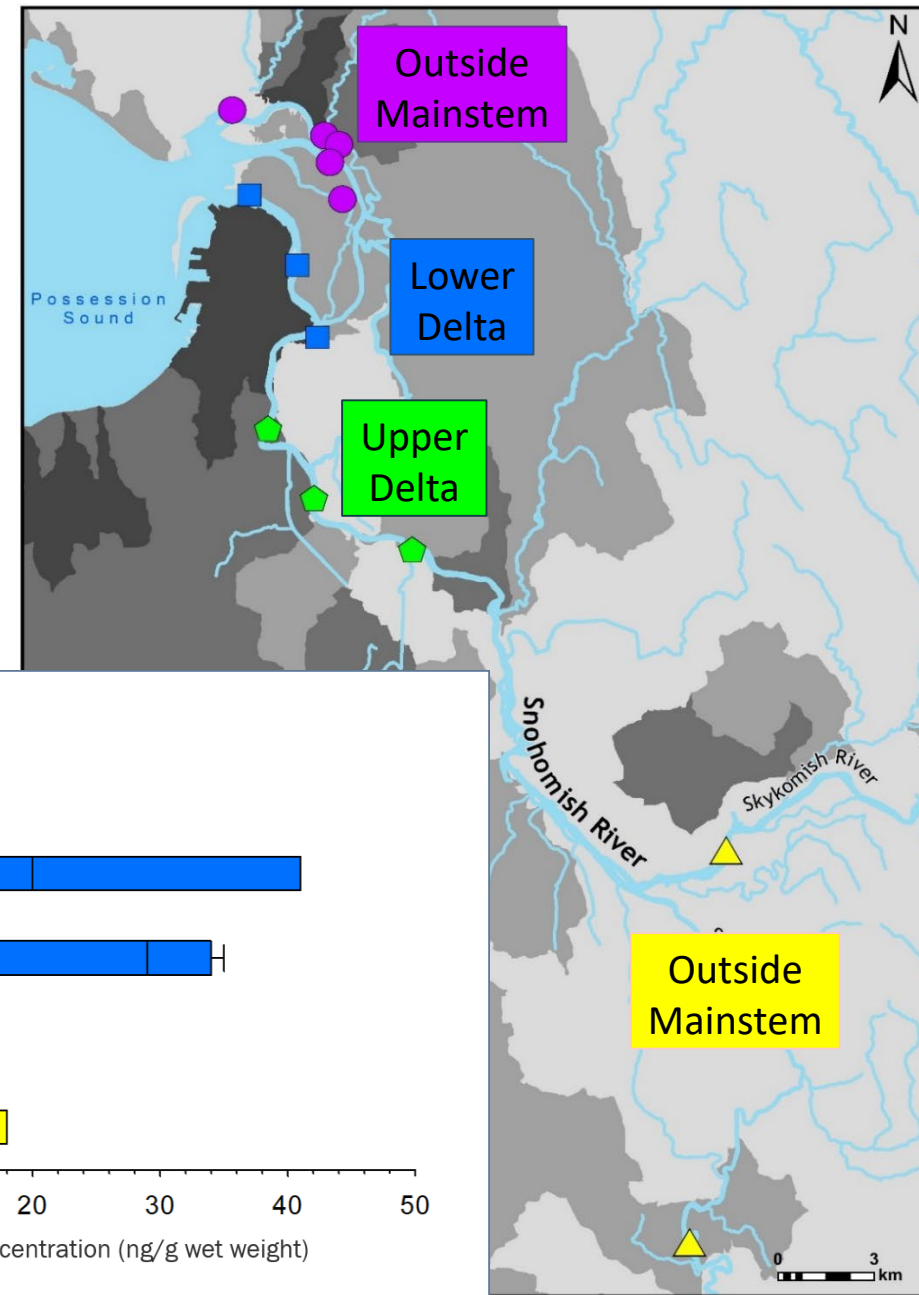 N
Outside
Mainstem
Lower
Delta
Possession
Sound
Upper
Delta
Snohomish River
Skykomish River
Outside
Mainstem
20 30 40 50
centration (ng/g wet weight)
0 3
km